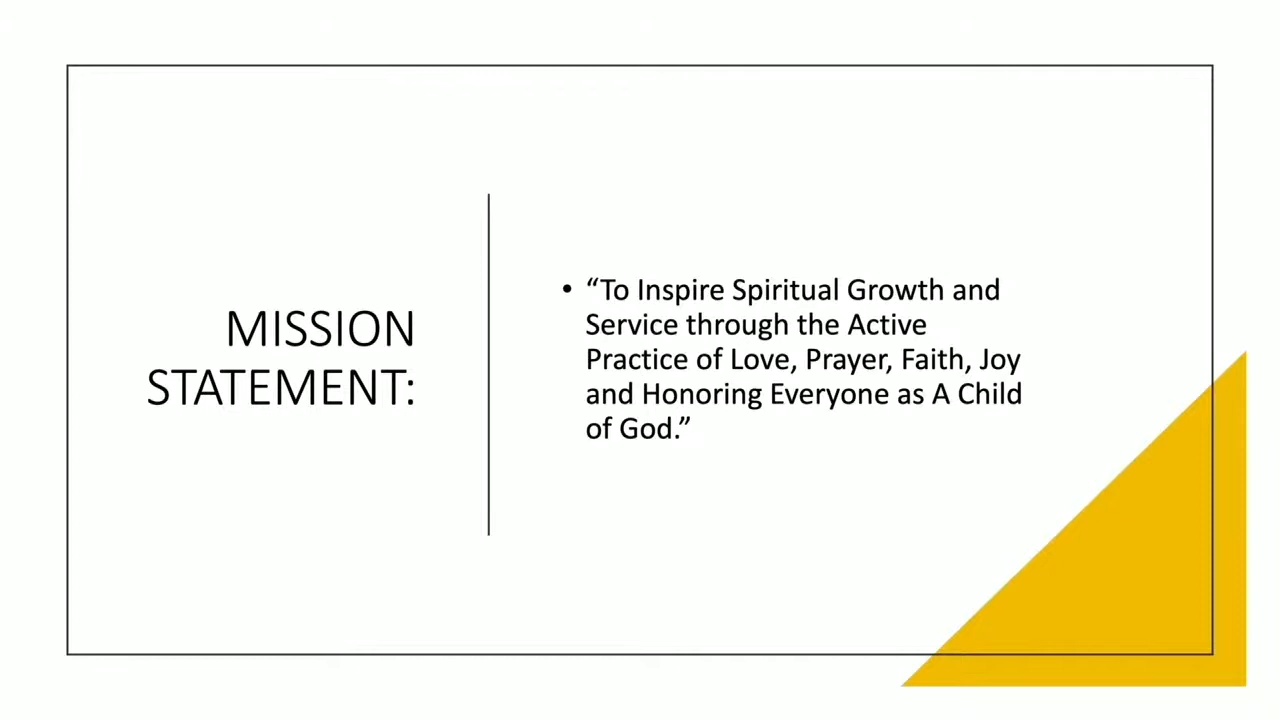 MISSION
STATEMENT:
• “To Inspire Spiritual Growth and
Service through the Active
Practice of Love, Prayer, Faith, Joy
and Honoring Everyone as A Child
of God.”